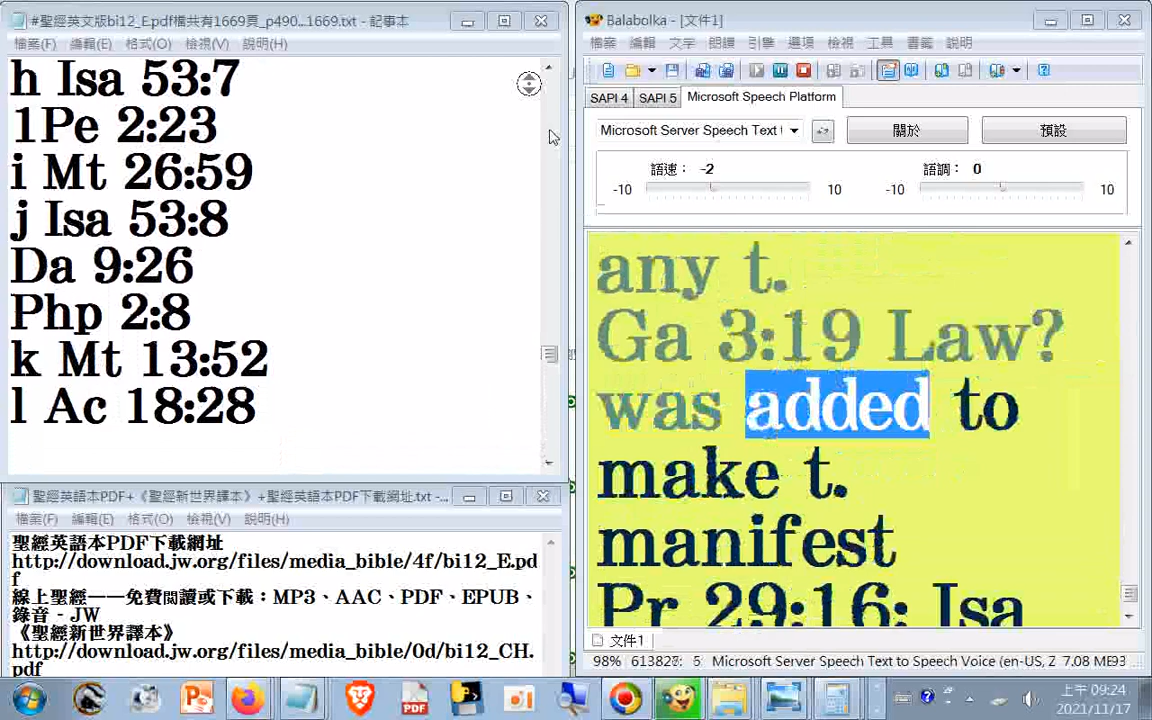 #聖經英文版bi12_E.pdf檔共有1669頁_p490...1669.txt - 記事本
檔案(F) 編輯(E) 格式(O) 檢視(V) 說明(H)
h Isa 53:7
1Pe 2:23
i Mt 26:59
j Isa 53:8
Da 9:26
Php 2:8
k Mt 13:52
l Ac 18:28
聖經英語本PDF+《聖經新世界譯本》+聖經英語本PDF下載網址.txt - ...
檔案(F) 編輯(E) 格式(O) 檢視(V) 說明(H)
聖經英語本PDF下載網址
http://download.jw.org/files/media_bible/4f/bi12_E.pd
f
線上聖經——免費閱讀或下載：MP3、AAC、PDF、EPUB、
錄音 - JW
《聖經新世界譯本》
http://download.jw.org/files/media_bible/0d/bi12_CH.
pdf
Balabolka - [文件1]
檔案 編輯 文字 朗讀 引擎 選項 檢視 工具 書籤 說明
SAPI 4 SAPI 5 Microsoft Speech Platform
Microsoft Server Speech Text 關於 預設
語速： -2 語調： 0
-10 10 -10 10
any t.
Ga 3:19 Law?
was added to
make t.
manifest
Pr 29:16; Isa
文件1
98% Microsoft Server Speech Text to Speech Voice (en-US, Z 7.08 ME93
上午 09:24
2021/11/17